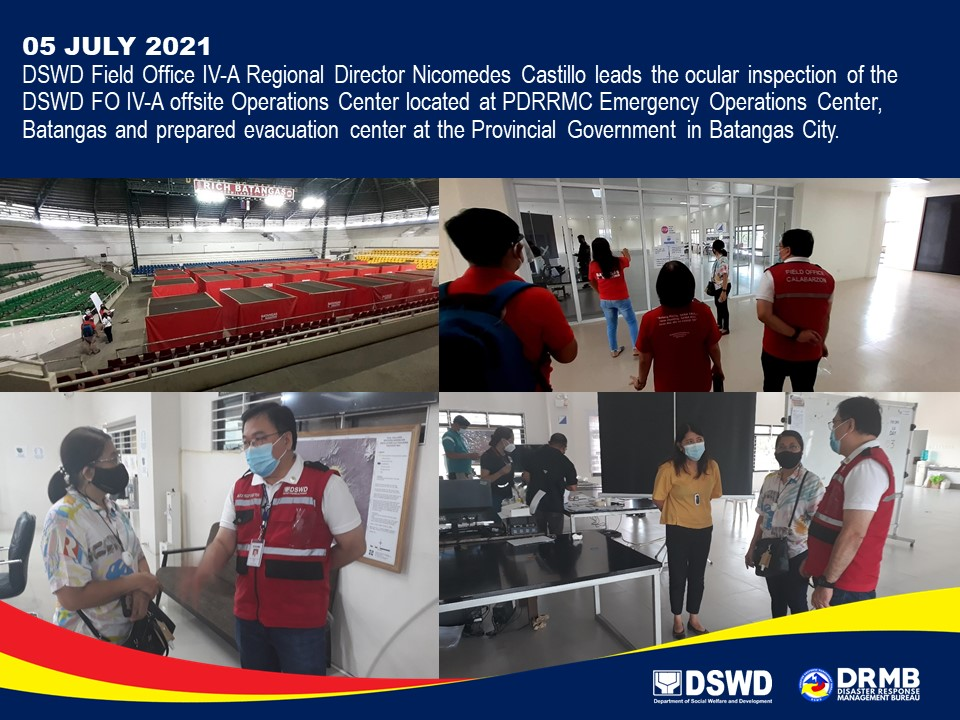 05 JULY 2021
DSWD Field Office IV-A Regional Director Nicomedes Castillo leads the ocular inspection of the
DSWD FO IV-A offsite Operations Center located at PDRRMC Emergency Operations Center,
Batangas and prepared evacuation center at the Provincial Government in Batangas City.
RICH BATANGAS
FIELD OFFICE
CALABARZON
DSWD
DSWD
Department of Social Welfare and Development
DRMB
DISASTER RESPONSE
MANAGEMENT BUREAU